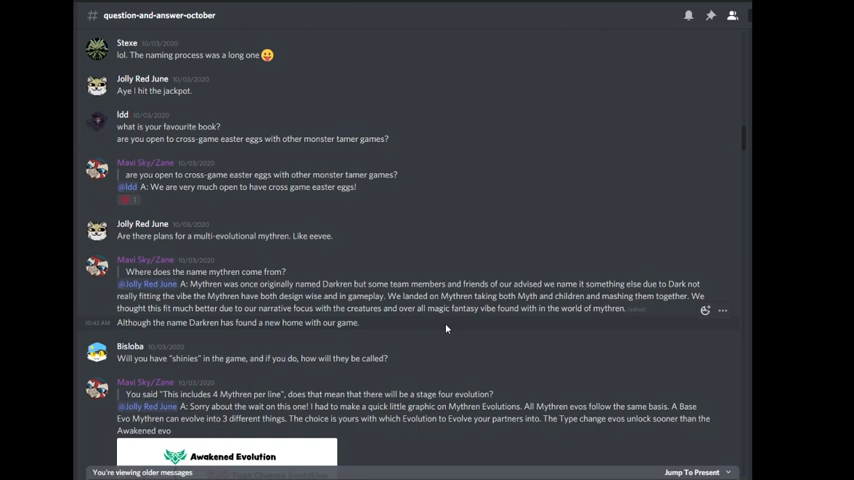 # question-and-answer-october
Stexe 10/03/2020
lol. The naming process was a long one
Jolly Red June 10/03/2020
Aye I hit the jackpot.
ldd 10/03/2020
what is your favourite book?
are you open to cross-game easter eggs with other monster tamer games?
Mavi Sky/Zane 10/03/2020
are you open to cross-game easter eggs with other monster tamer games?
@ldd A: We are very much open to have cross game easter eggs!
1
Jolly Red June 10/03/2020
Are there plans for a multi-evolutional mythren. Like eevee.
Mavi Sky/Zane 10/03/2020
Where does the name mythren come from?
@Jolly Red June A: Mythren was once originally named Darkren but some team members and friends of our advised we name it something else due to Dark not
really fitting the vibe the Mythren have both design wise and in gameplay. We landed on Mythren taking both Myth and children and mashing them together. We
thought this fit much better due to our narrative focus with the creatures and over all magic fantasy vibe found with in the world of mythren. (edited)
10:42 AM Although the name Darkren has found a new home with our game.
Bisloba 10/03/2020
Will you have "shinies" in the game, and if you do, how will they be called?
Mavi Sky/Zane 10/03/2020
You said "This includes 4 Mythren per line", does that mean that there will be a stage four evolution?
@Jolly Red June A: Sorry about the wait on this one! I had to make a quick little graphic on Mythren Evolutions. All Mythren evos follow the same basis. A Base
Evo Mythren can evolve into 3 different things. The choice is yours with which Evolution to Evolve your partners into. The Type change evos unlock sooner than the
Awakened evo
Awakened Evolution
You're viewing older messages
Jump To Present